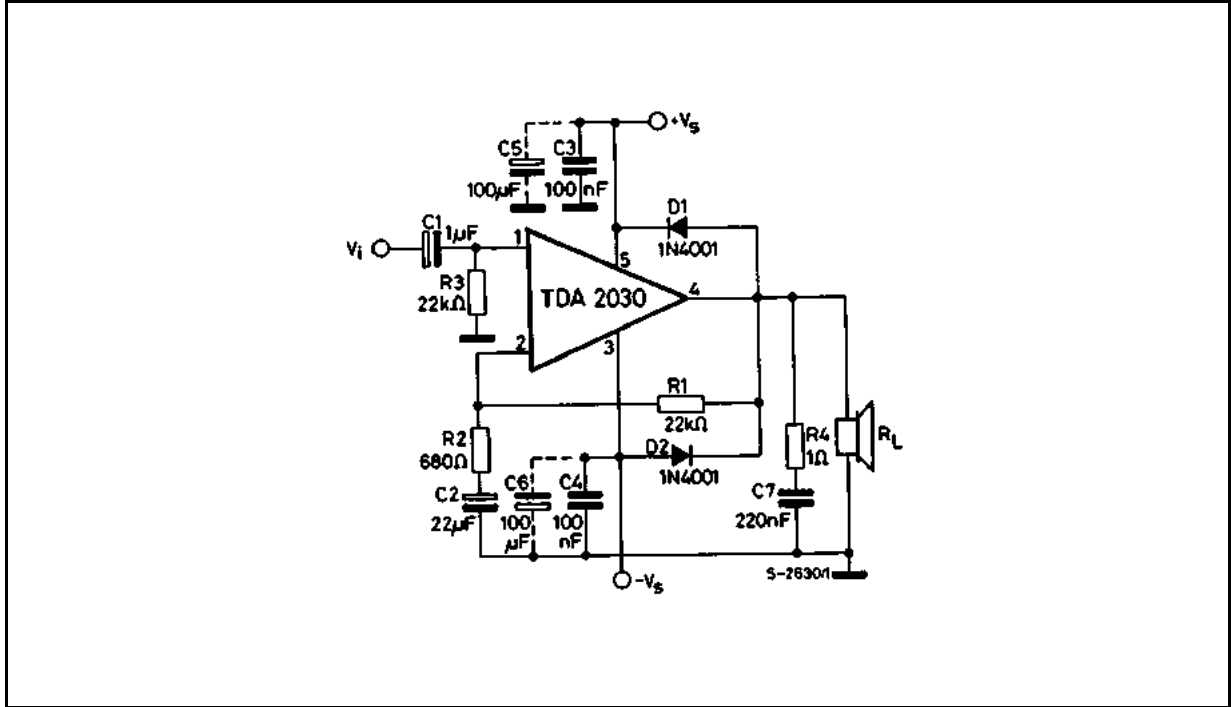 +Vs
C5
C3
100µF
100 nF
D1
1N4001
C1
1µF
Vi
1
5
R3
22kΩ
TDA 2030
4
2
3
R1
22kΩ
R2
680Ω
D2
1N4001
R4
1Ω
RL
C2
22µF
C6
100
µF
C4
100
nF
C7
220nF
-Vs
S-2630/1